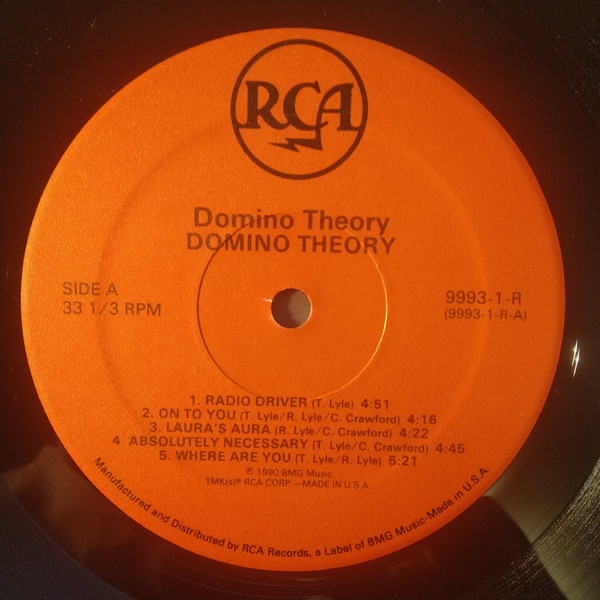 RCA
Domino Theory
DOMINO THEORY
SIDE A
33 1/3 RPM
9993-1-R
(9993-1-R-A)
1. RADIO DRIVER (T. Lyle) 4:51
2. ON TO YOU (T. Lyle/R. Lyle/C. Crawford) 4:16
3. LAURA'S AURA (R. Lyle/C. Crawford) 4:22
4. ABSOLUTELY NECESSARY (T. Lyle/C. Crawford) 4:45
5. WHERE ARE YOU (T. Lyle/R. Lyle) 5:21
℗ 1990 BMG Music
TMK(s)® RCA CORP.—MADE IN U.S.A.
Manufactured and Distributed by RCA Records, a Label of BMG Music-Made in U.S.A.